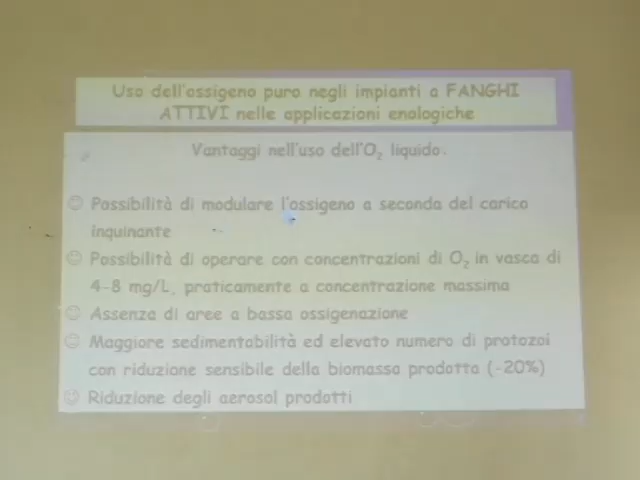 Uso dell'ossigeno puro negli impianti a FANGHI
ATTIVI nelle applicazioni enologiche
Vantaggi nell'uso dell'O₂ liquido.
☺ Possibilità di modulare l'ossigeno a seconda del carico
inquinante
☺ Possibilità di operare con concentrazioni di O₂ in vasca di
4-8 mg/L, praticamente a concentrazione massima
☺ Assenza di aree a bassa ossigenazione
☺ Maggiore sedimentabilità ed elevato numero di protozoi
con riduzione sensibile della biomassa prodotta (-20%)
☺ Riduzione degli aerosol prodotti